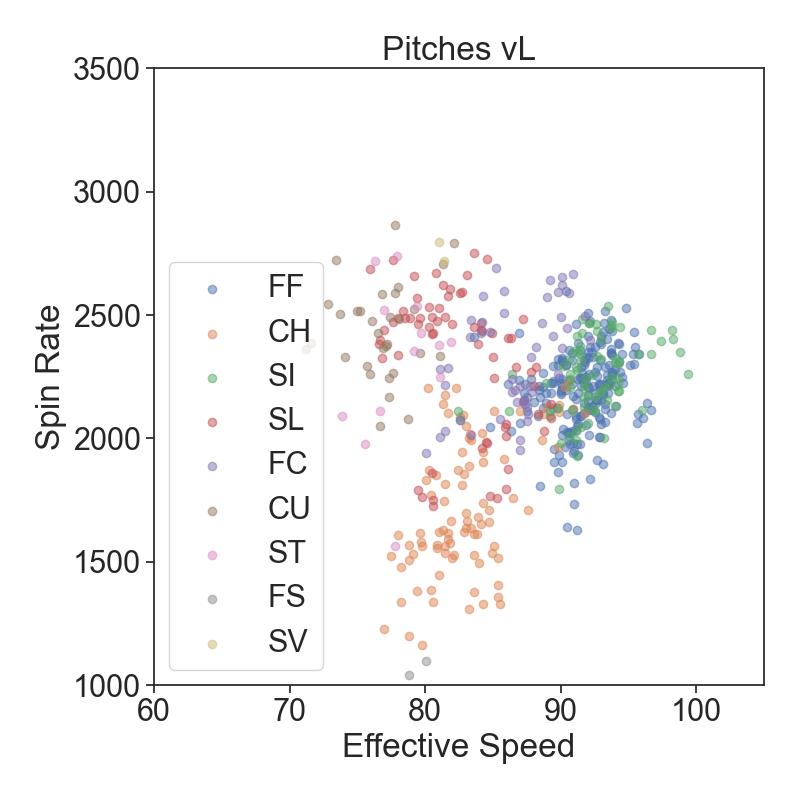 Pitches vL
3500
3000
2500
2000
1500
1000
Spin Rate
FF
CH
SI
SL
FC
CU
ST
FS
SV
60 70 80 90 100
Effective Speed